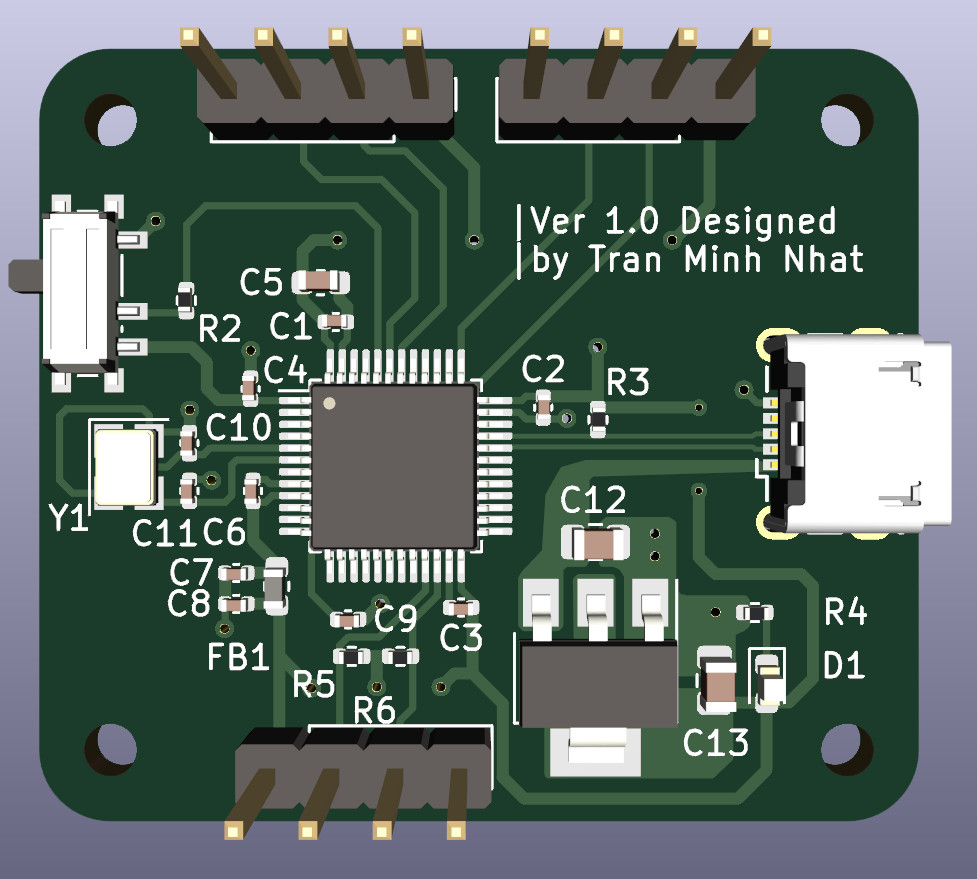 Ver 1.0 Designed
by Tran Minh Nhat
C5
R2
C1
C4
C2
R3
C10
Y1
C11
C6
C12
C7
C8
C9
C3
R4
FB1
R5
D1
R6
C13